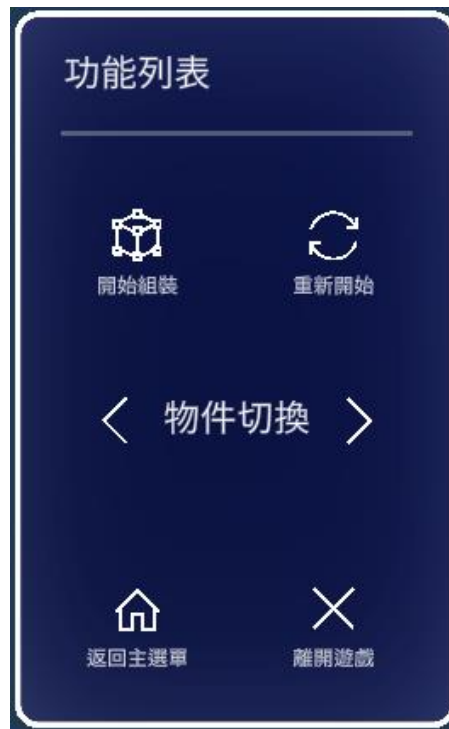 功能列表
開始組裝
重新開始
物件切換
返回主選單
離開遊戲